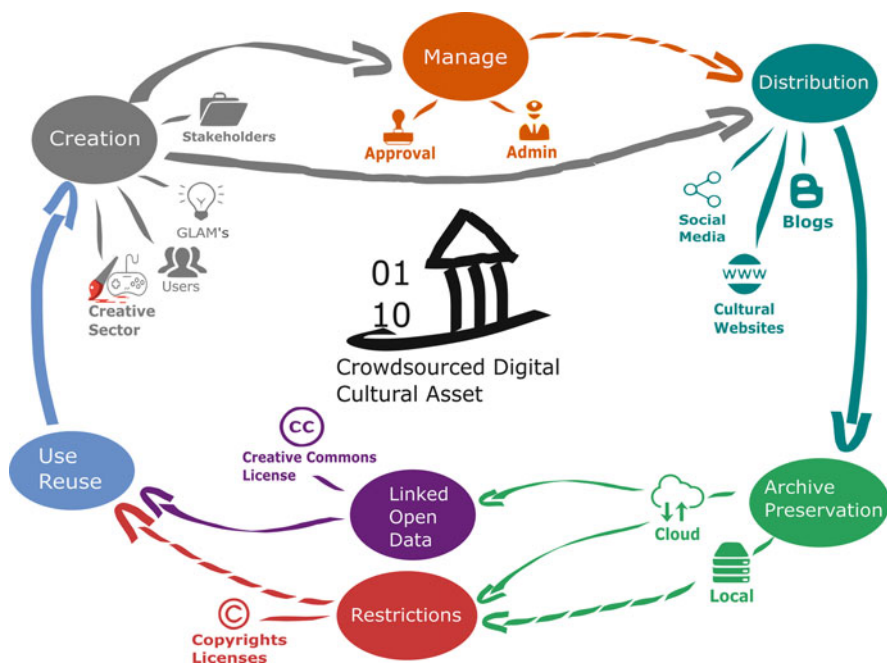 Manage
Distribution
Creation
Stakeholders
Approval
Admin
GLAM's
Users
Creative
Sector
Social
Media
Blogs
www
Cultural
Websites
01
10
Crowdsourced Digital
Cultural Asset
Use
Reuse
CC
Creative Commons
License
Linked
Open
Data
Cloud
Archive
Preservation
Local
Restrictions
©
Copyrights
Licenses